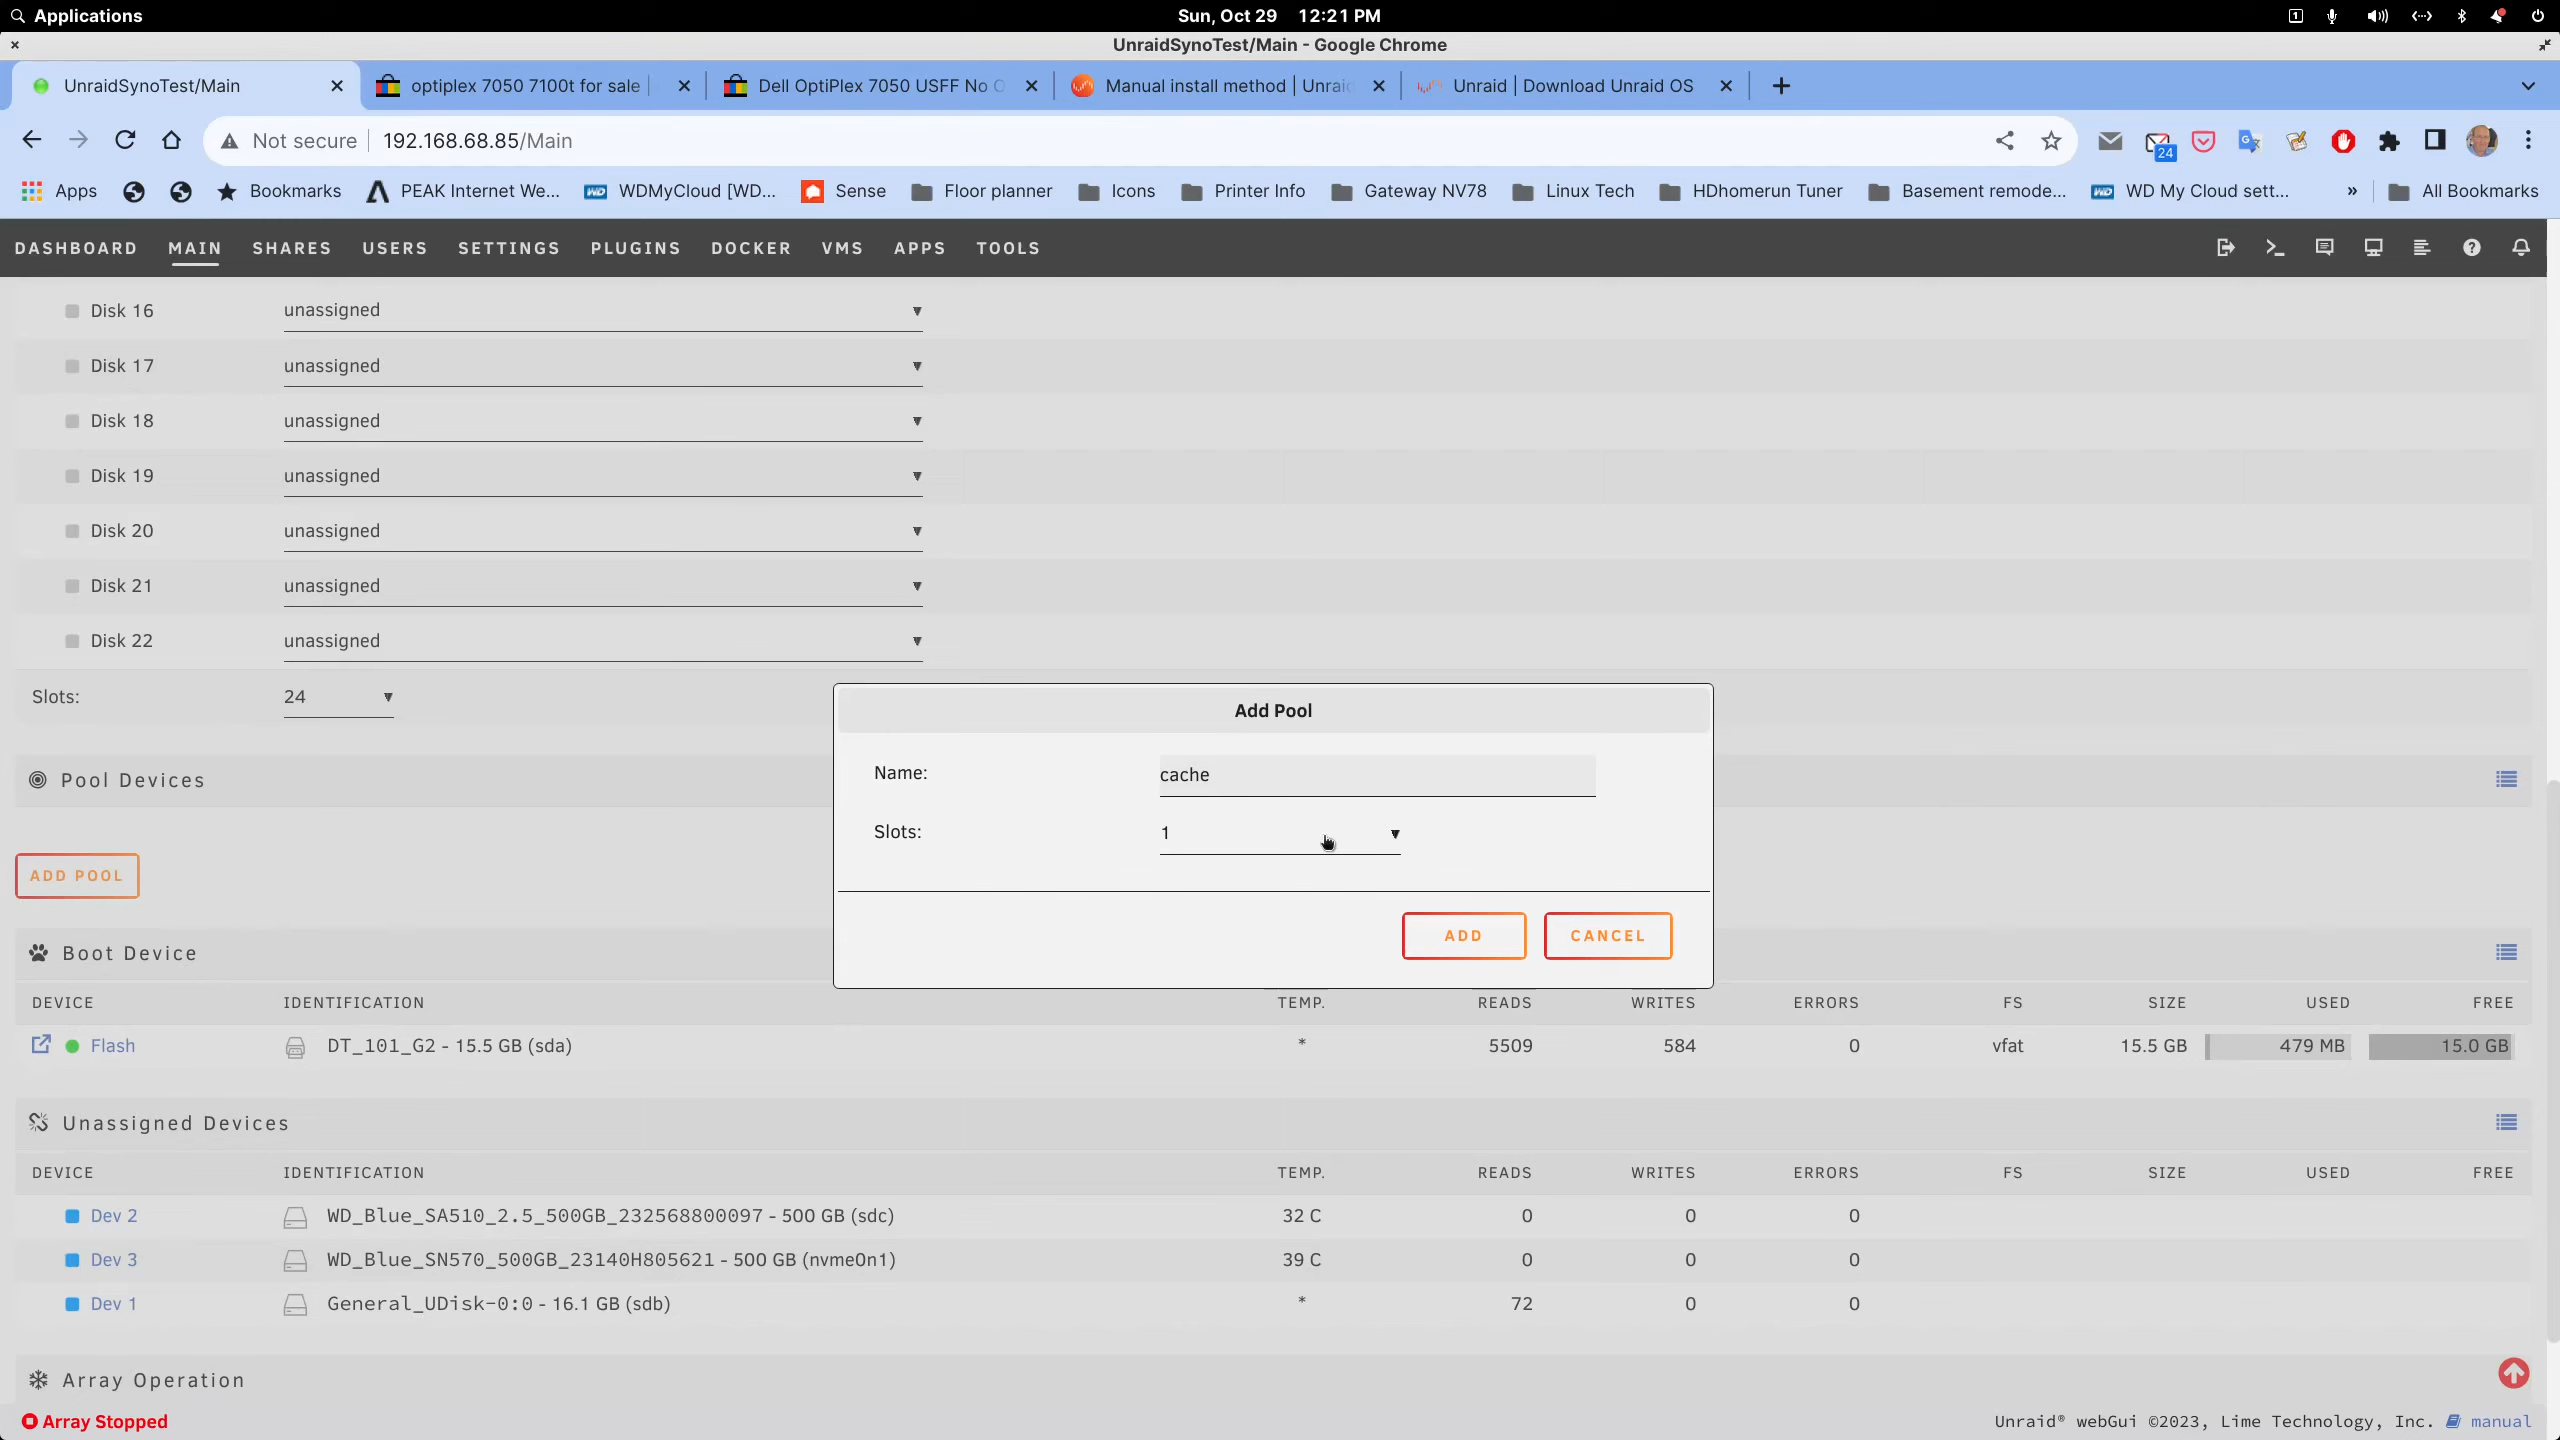 Applications
Sun, Oct 29 12:21 PM
1
UnraidSynoTest/Main - Google Chrome
UnraidSynoTest/Main
optiplex 7050 7100t for sale |
Dell OptiPlex 7050 USFF No O
Manual install method | Unraid
Unraid | Download Unraid OS
Not secure 192.168.68.85/Main
24
Apps
Bookmarks
PEAK Internet We...
WDMyCloud [WD...
Sense
Floor planner
Icons
Printer Info
Gateway NV78
Linux Tech
HDhomerun Tuner
Basement remode...
WD My Cloud sett...
»
All Bookmarks
DASHBOARD MAIN SHARES USERS SETTINGS PLUGINS DOCKER VMS APPS TOOLS
Disk 16 unassigned
Disk 17 unassigned
Disk 18 unassigned
Disk 19 unassigned
Disk 20 unassigned
Disk 21 unassigned
Disk 22 unassigned
Slots: 24
Add Pool
Name: cache
Slots: 1
ADD CANCEL
Pool Devices
ADD POOL
Boot Device
DEVICE IDENTIFICATION TEMP. READS WRITES ERRORS FS SIZE USED FREE
Flash DT_101_G2 - 15.5 GB (sda) * 5509 584 0 vfat 15.5 GB 479 MB 15.0 GB
Unassigned Devices
DEVICE IDENTIFICATION TEMP. READS WRITES ERRORS FS SIZE USED FREE
Dev 2 WD_Blue_SA510_2.5_500GB_232568800097 - 500 GB (sdc) 32 C 0 0 0
Dev 3 WD_Blue_SN570_500GB_23140H805621 - 500 GB (nvme0n1) 39 C 0 0 0
Dev 1 General_UDisk-0:0 - 16.1 GB (sdb) * 72 0 0
Array Operation
Array Stopped
Unraid® webGui ©2023, Lime Technology, Inc. manual